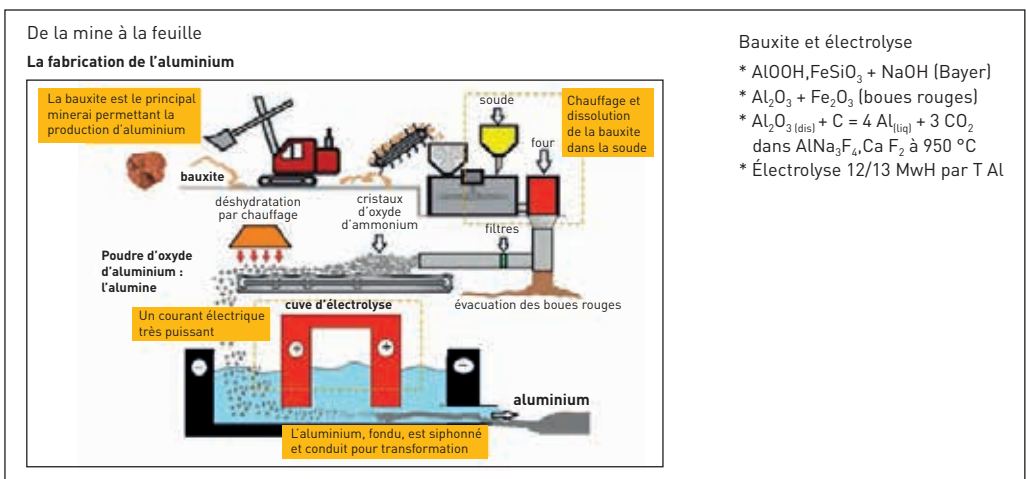 De la mine à la feuille
La fabrication de l'aluminium
La bauxite est le principal
minerai permettant la
production d'aluminium
soude
Chauffage et
dissolution
de la bauxite
dans la soude
four
bauxite
déshydratation
par chauffage
cristaux
d'oxyde
d'ammonium
filtres
Poudre d'oxyde
d'aluminium :
l'alumine
cuve d'électrolyse
évacuation des boues rouges
Un courant électrique
très puissant
–
+
+
–
aluminium
L'aluminium, fondu, est siphonné
et conduit pour transformation
Bauxite et électrolyse
* AlOOH,FeSiO₃ + NaOH (Bayer)
* Al₂O₃ + Fe₂O₃ (boues rouges)
* Al₂O₃ (dis) + C = 4 Al(liq) + 3 CO₂
dans AlNa₃F₄,Ca F₂ à 950 °C
* Électrolyse 12/13 MwH par T Al